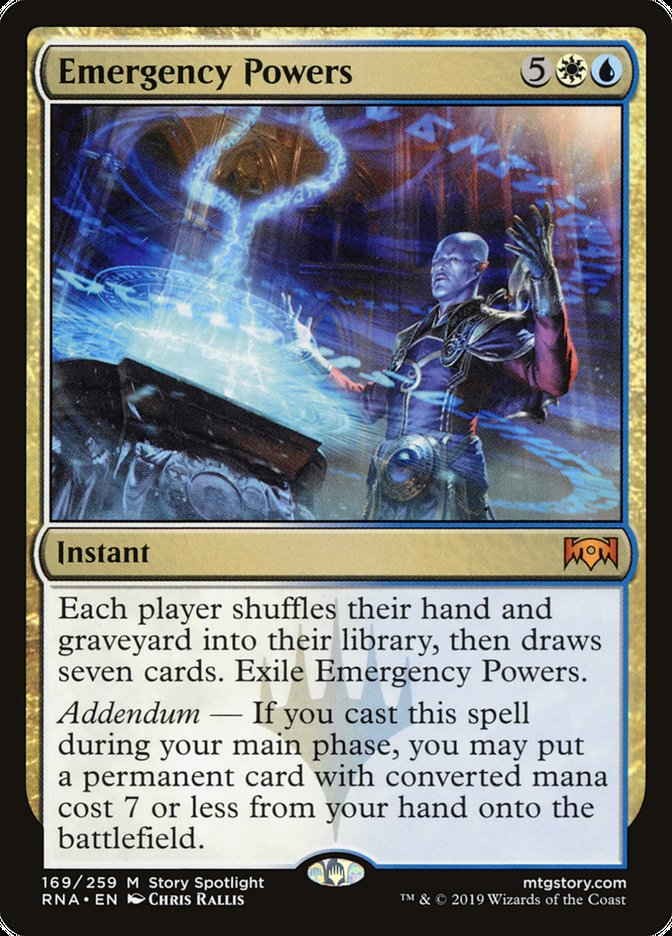 Emergency Powers 5
Instant
Each player shuffles their hand and
graveyard into their library, then draws
seven cards. Exile Emergency Powers.
Addendum — If you cast this spell
during your main phase, you may put
a permanent card with converted mana
cost 7 or less from your hand onto the
battlefield.
169/259 M Story Spotlight
mtgstory.com
RNA • EN Chris Rallis
™ & © 2019 Wizards of the Coast